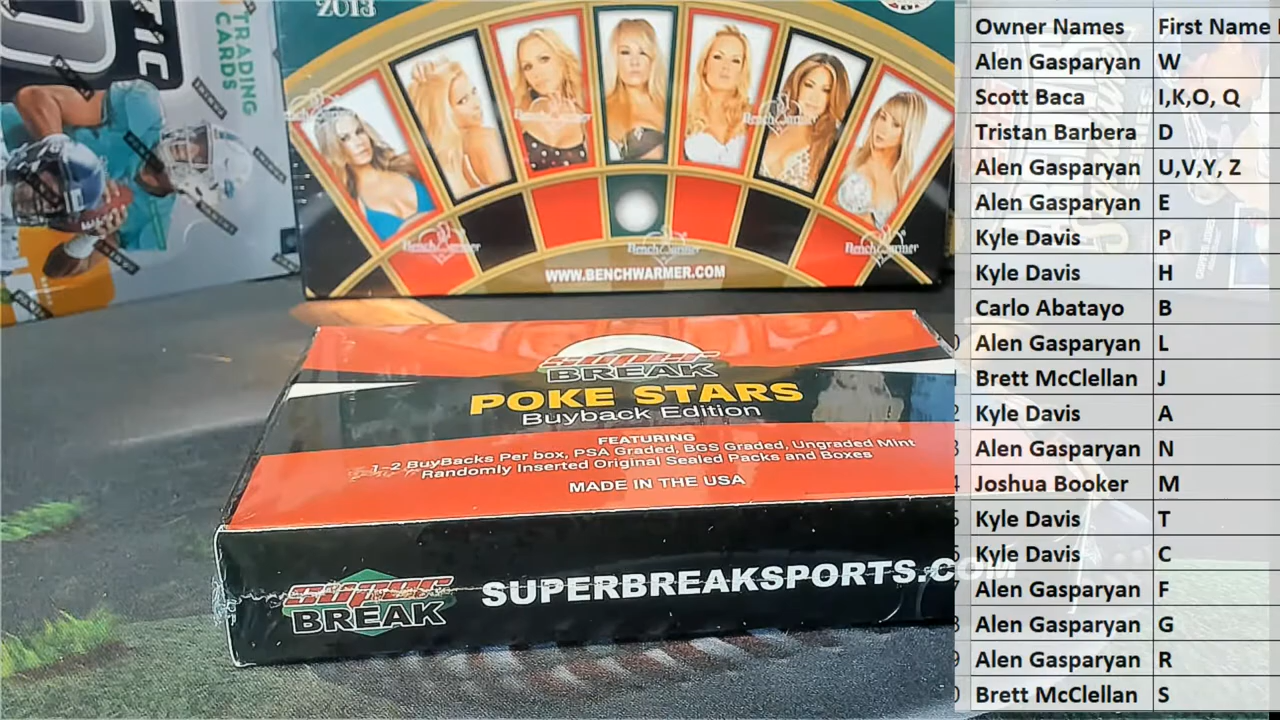 2013
TRADING
CARDS
WWW.BENCHWARMER.COM
BenchWarmer
BenchWarmer
BenchWarmer
Super
BREAK
POKE STARS
Buyback Edition
FEATURING
1-2 BuyBacks Per box, PSA Graded, BGS Graded, Ungraded Mint
Randomly Inserted Original Sealed Packs and Boxes
MADE IN THE USA
Super
BREAK
SUPERBREAKSPORTS.C
Owner Names First Name
Alen Gasparyan W
Scott Baca I,K,O, Q
Tristan Barbera D
Alen Gasparyan U,V,Y, Z
Alen Gasparyan E
Kyle Davis P
Kyle Davis H
Carlo Abatayo B
Alen Gasparyan L
Brett McClellan J
Kyle Davis A
Alen Gasparyan N
Joshua Booker M
Kyle Davis T
Kyle Davis C
Alen Gasparyan F
Alen Gasparyan G
Alen Gasparyan R
Brett McClellan S